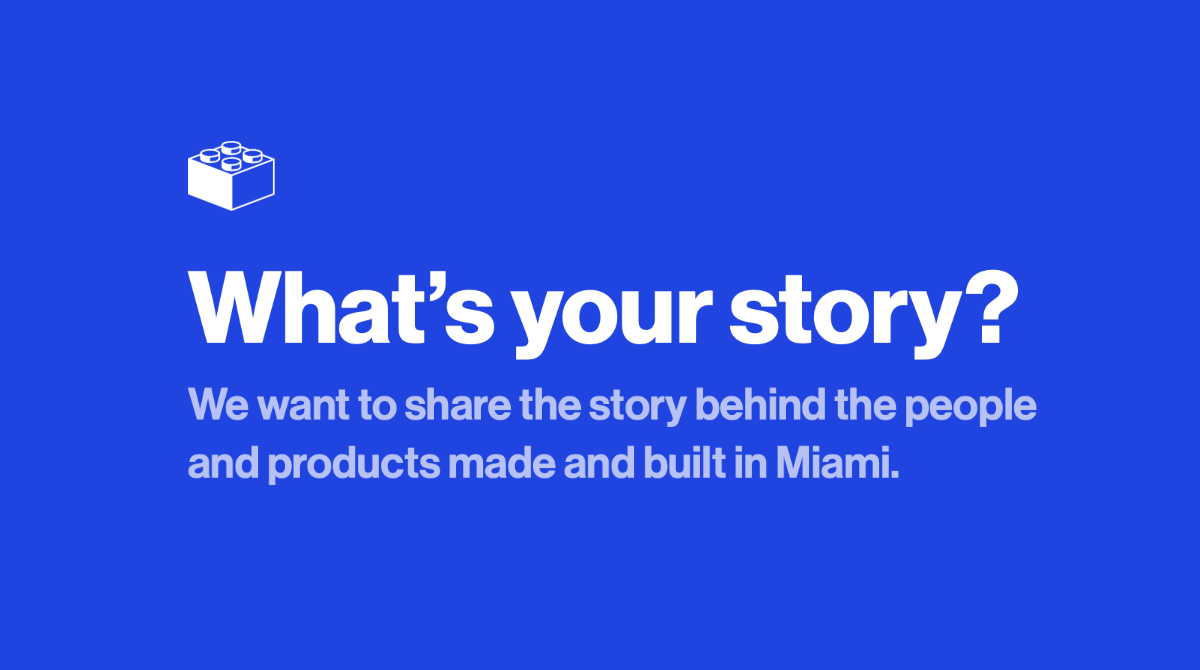 What’s your story?
We want to share the story behind the people
and products made and built in Miami.